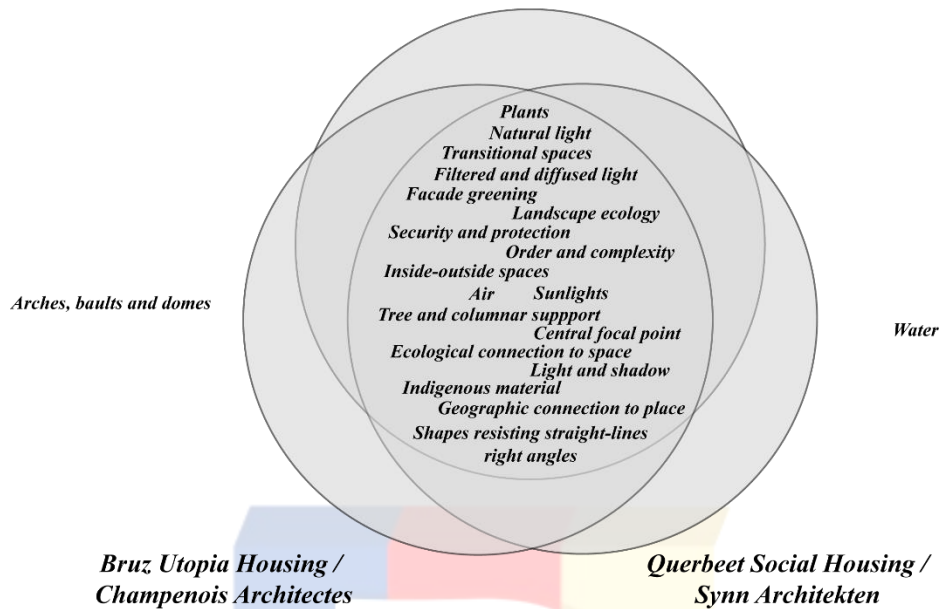 Plants
Natural light
Transitional spaces
Filtered and diffused light
Facade greening
Landscape ecology
Security and protection
Order and complexity
Inside-outside spaces
Air Sunlights
Arches, baults and domes
Tree and columnar suppport
Central focal point
Water
Ecological connection to space
Light and shadow
Indigenous material
Geographic connection to place
Shapes resisting straight-lines
right angles
Bruz Utopia Housing /
Champenois Architectes
Querbeet Social Housing /
Synn Architekten